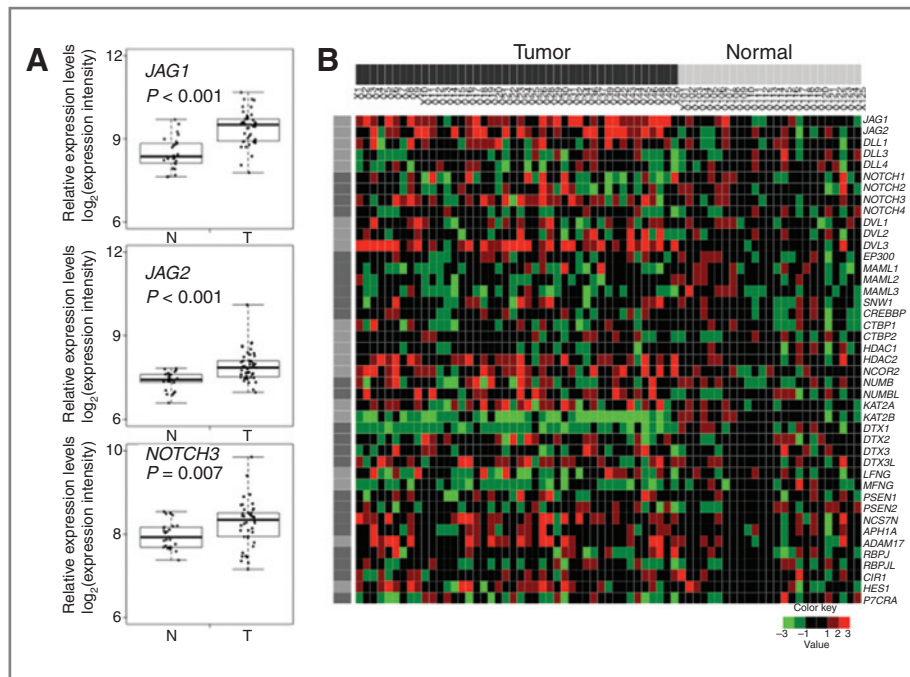 A
Relative expression levels
log2(expression intensity)
12
9
6
JAG1
P < 0.001
N
T
Relative expression levels
log2(expression intensity)
12
9
6
JAG2
P < 0.001
Relative expression levels
log2(expression intensity)
10
8
6
NOTCH3
P = 0.007
N
T
B
Tumor
Normal
JAG1
JAG2
DLL1
DLL3
DLL4
NOTCH1
NOTCH2
NOTCH3
NOTCH4
DVL1
DVL2
DVL3
EP300
MAML1
MAML2
MAML3
SNW1
CREBBP
CTBP1
CTBP2
HDAC1
HDAC2
NCOR2
NUMB
NUMBL
KAT2A
KAT2B
DTX1
DTX2
DTX3
DTX3L
LFNG
MFNG
PSEN1
PSEN2
NCS7N
APH1A
ADAM17
RBPJ
RBPJL
CIR1
HES1
P7CRA
Color key
−3 −1 1 2 3
Value